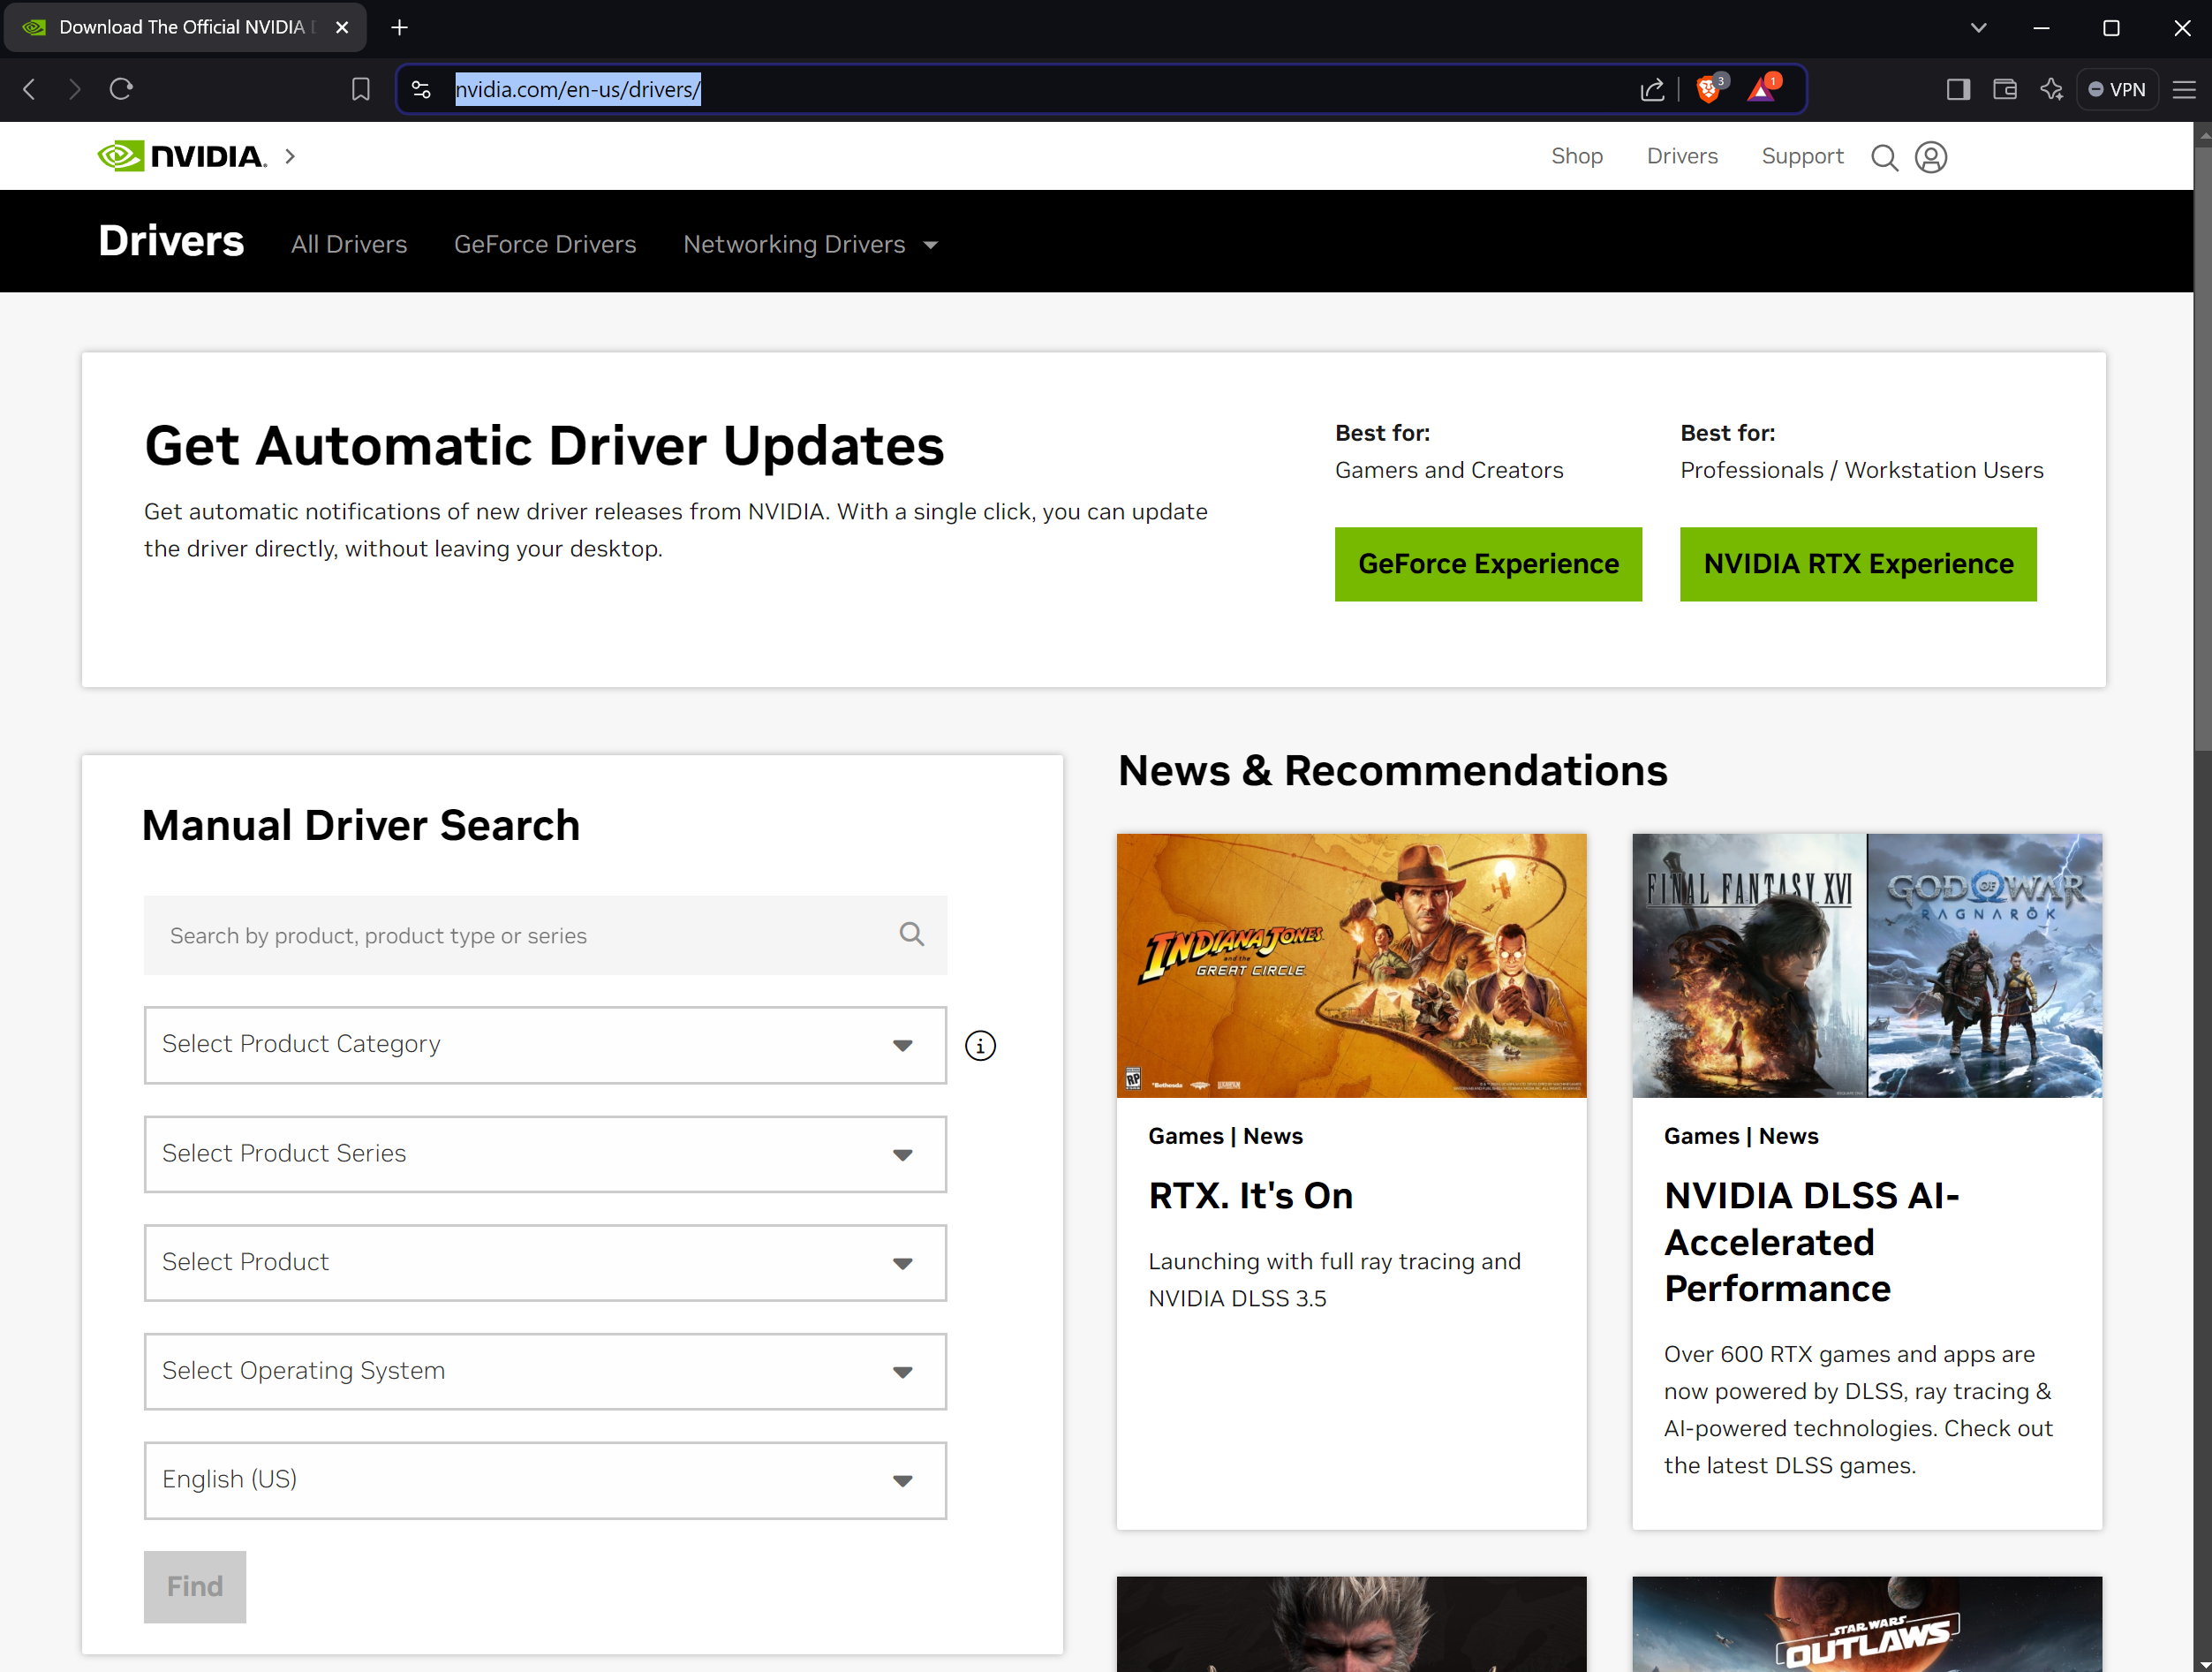 Download The Official NVIDIA
nvidia.com/en-us/drivers/
3
1
VPN
NVIDIA.
Shop
Drivers
Support
Drivers
All Drivers
GeForce Drivers
Networking Drivers
Get Automatic Driver Updates
Get automatic notifications of new driver releases from NVIDIA. With a single click, you can update
the driver directly, without leaving your desktop.
Best for:
Gamers and Creators
GeForce Experience
Best for:
Professionals / Workstation Users
NVIDIA RTX Experience
Manual Driver Search
Search by product, product type or series
Select Product Category
Select Product Series
Select Product
Select Operating System
English (US)
Find
News & Recommendations
INDIANA JONES
and the
GREAT CIRCLE
RP
Bethesda
Games | News
RTX. It's On
Launching with full ray tracing and
NVIDIA DLSS 3.5
FINAL FANTASY XVI
GOD OF WAR
RAGNARÖK
Games | News
NVIDIA DLSS AI-
Accelerated
Performance
Over 600 RTX games and apps are
now powered by DLSS, ray tracing &
AI-powered technologies. Check out
the latest DLSS games.
STAR WARS
OUTLAWS